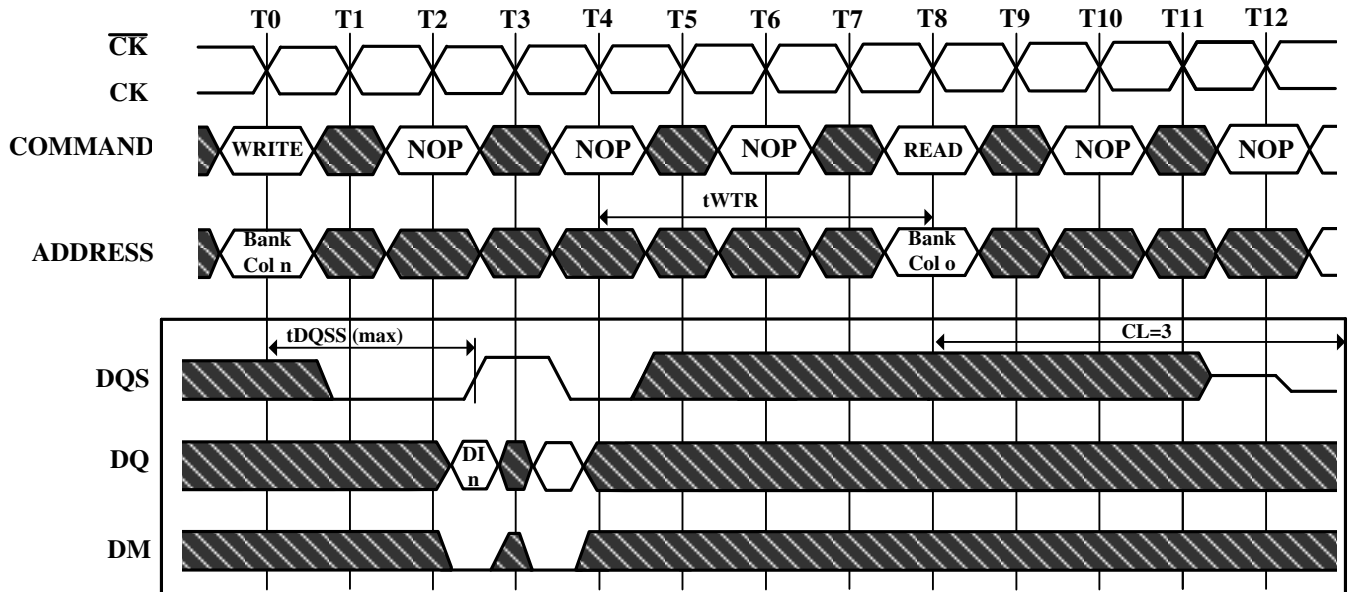 T0 T1 T2 T3 T4 T5 T6 T7 T8 T9 T10 T11 T12
CK
CK
COMMAND
WRITE NOP NOP NOP READ NOP NOP
tWTR
ADDRESS
Bank
Col n
Bank
Col o
tDQSS (max)
CL=3
DQS
DQ
DI
n
DM